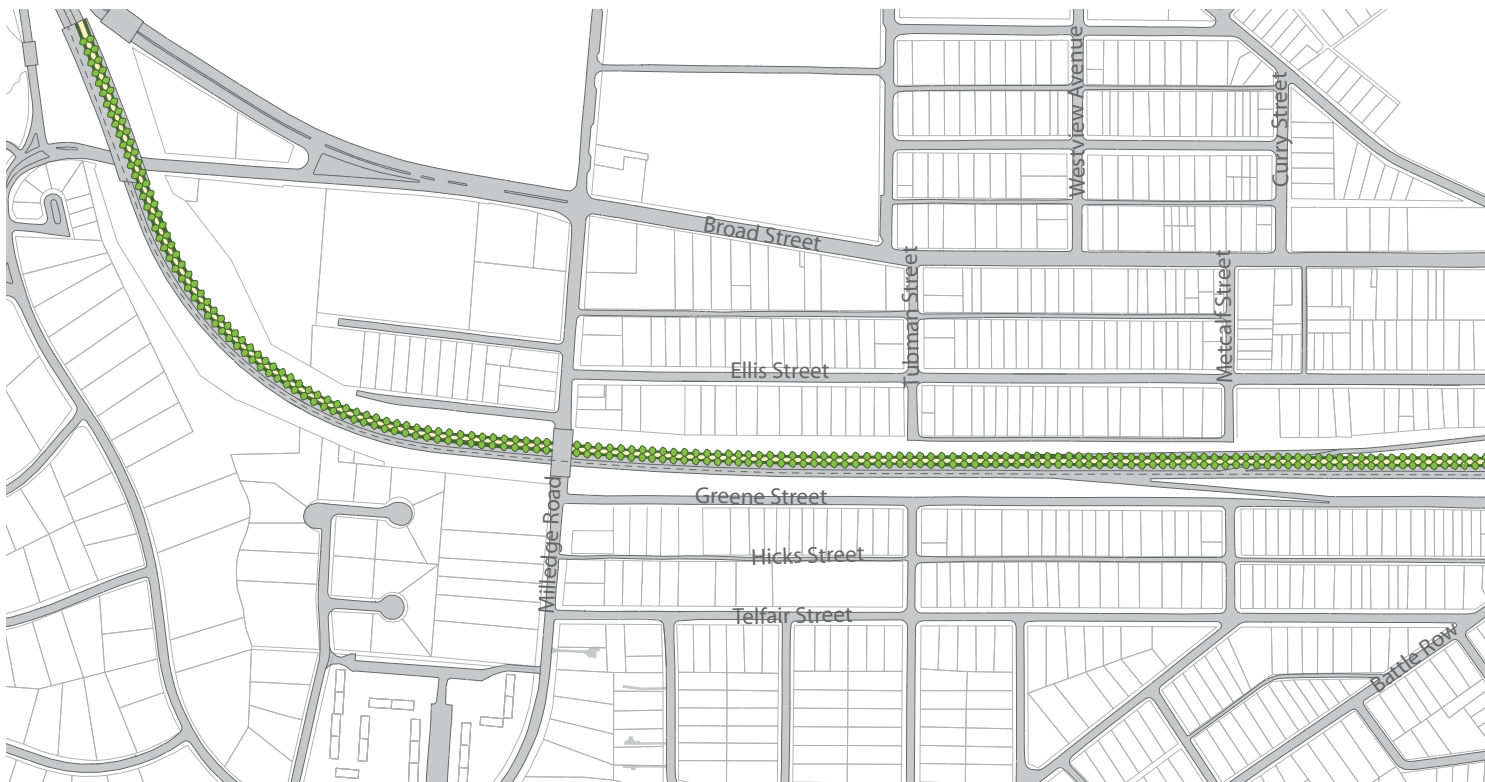 Westview Avenue
Curry Street
Broad Street
Tubman Street
Metcalf Street
Ellis Street
Greene Street
Milledge Road
Hicks Street
Telfair Street
Battle Row